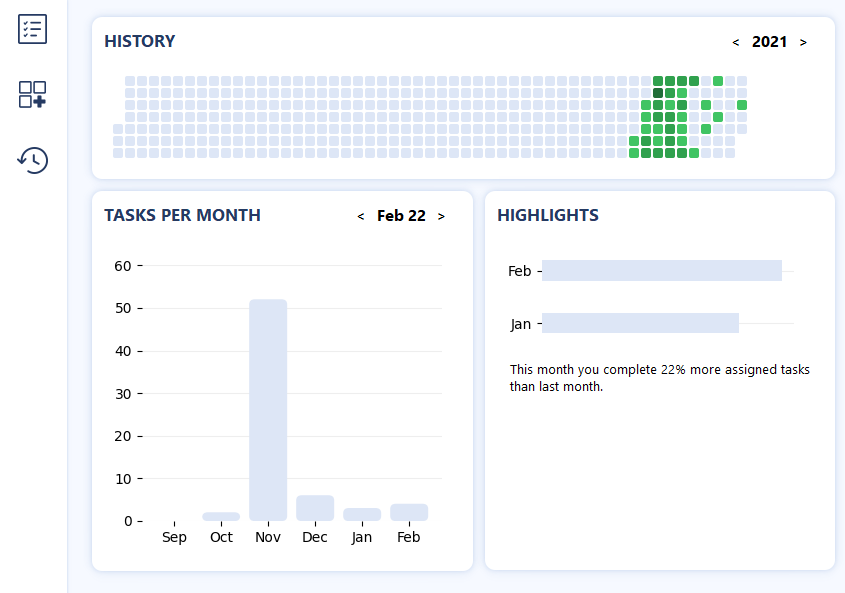 HISTORY
< 2021 >
TASKS PER MONTH
< Feb 22 >
60
50
40
30
20
10
0
Sep Oct Nov Dec Jan Feb
HIGHLIGHTS
Feb
Jan
This month you complete 22% more assigned tasks
than last month.